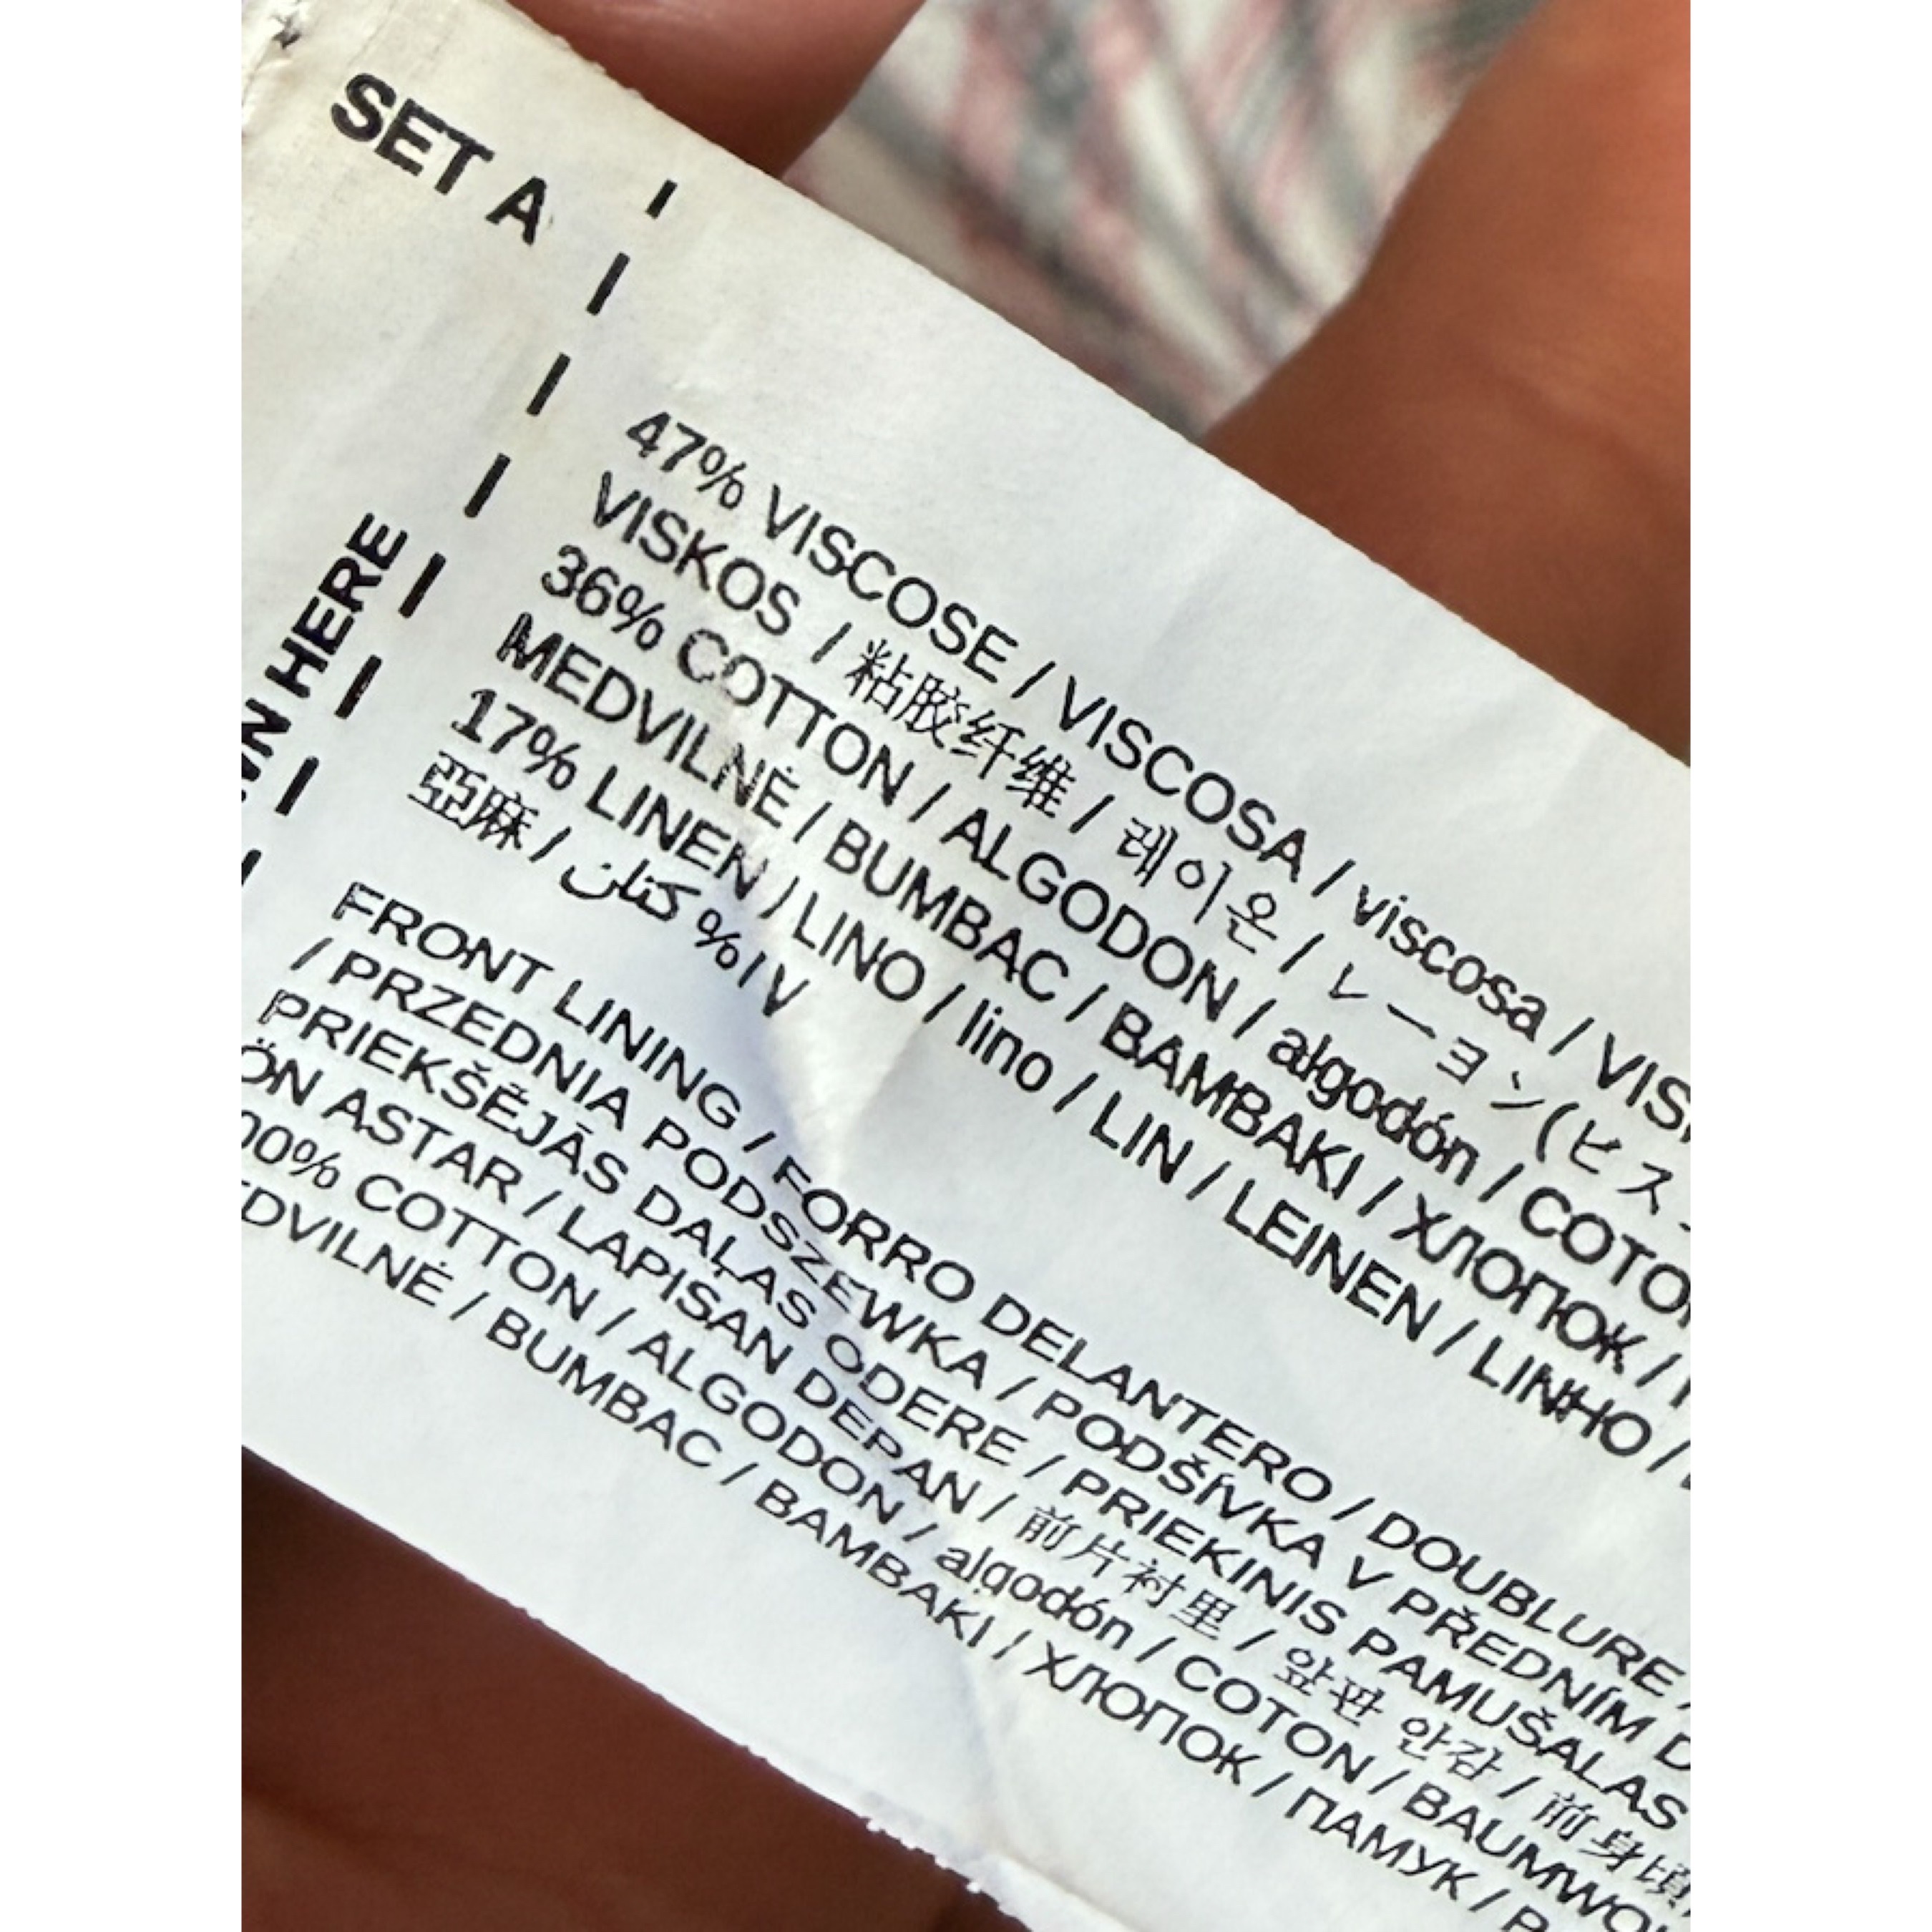 SET A
HERE
47% VISCOSE / VISCOSA / viscosa /
VISKOS / 粘胶纤维 / 레이온 / レーヨン(ビス
36% COTTON / ALGODON / algodón /
MEDVILNĖ / BUMBAC / BAMBAKI / ХЛОПОК /
17% LINEN / LINO / lino / LIN / LEINEN / LINHO /
亞麻 / ١٧% كتان
FRONT LINING / FORRO DELANTERO / DOUBLURE
/ PRZEDNIA PODSZEWKA / PODŠÍVKA V PŘEDNÍM
PRIEKŠĒJĀS DAĻAS ODERE / PRIEKINIS PAMUŠALAS
ÖN ASTAR / LAPISAN DEPAN / 前片衬里 / 앞판 안감 / 前身頃
00% COTTON / ALGODON / algodón / COTON /
DVILNĖ / BUMBAC / BAMBAKI / ХЛОПОК / ПАМУК /